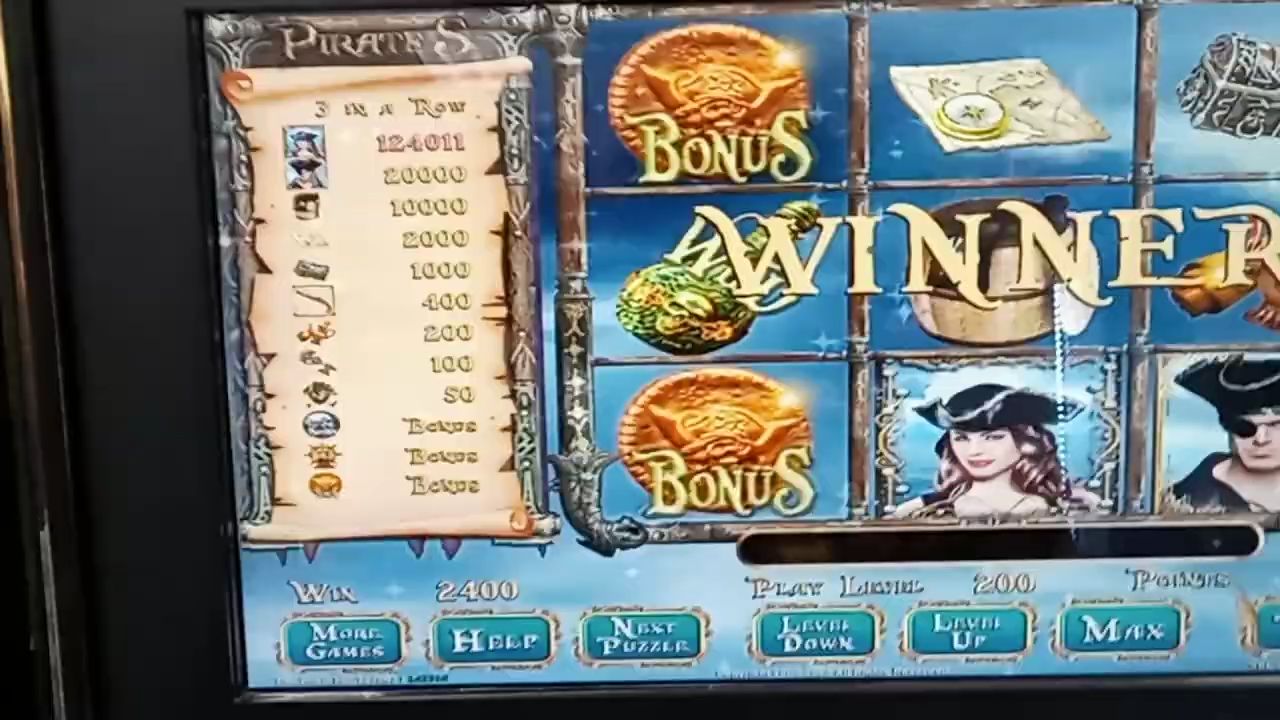 PIRATE'S
3 IN A ROW
124011
20000
10000
2000
1000
400
200
100
50
BONUS
BONUS
BONUS
BONUS
WINNER
BONUS
WIN 2400 PLAY LEVEL 200 POINTS
MORE GAMES
HELP
NEXT PUZZLE
LEVEL DOWN
LEVEL UP
MAX